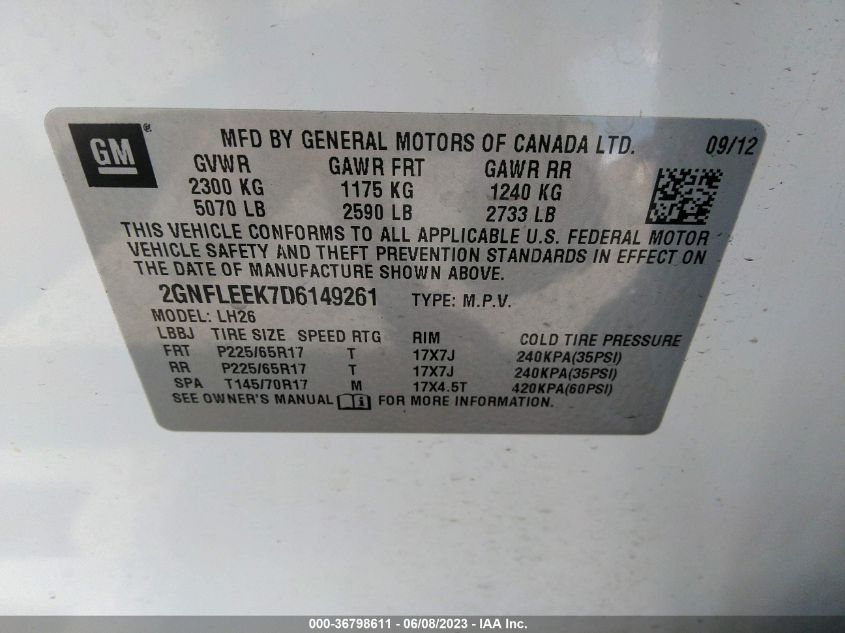 GM® MFD BY GENERAL MOTORS OF CANADA LTD. 09/12
GVWR GAWR FRT GAWR RR
2300 KG 1175 KG 1240 KG
5070 LB 2590 LB 2733 LB
THIS VEHICLE CONFORMS TO ALL APPLICABLE U.S. FEDERAL MOTOR
VEHICLE SAFETY AND THEFT PREVENTION STANDARDS IN EFFECT ON
THE DATE OF MANUFACTURE SHOWN ABOVE.
2GNFLEEK7D6149261 TYPE: M.P.V.
MODEL: LH26
LBBJ TIRE SIZE SPEED RTG RIM COLD TIRE PRESSURE
FRT P225/65R17 T 17X7J 240KPA(35PSI)
RR P225/65R17 T 17X7J 240KPA(35PSI)
SPA T145/70R17 M 17X4.5T 420KPA(60PSI)
SEE OWNER'S MANUAL FOR MORE INFORMATION.
000-36798611 - 06/08/2023 - IAA Inc.